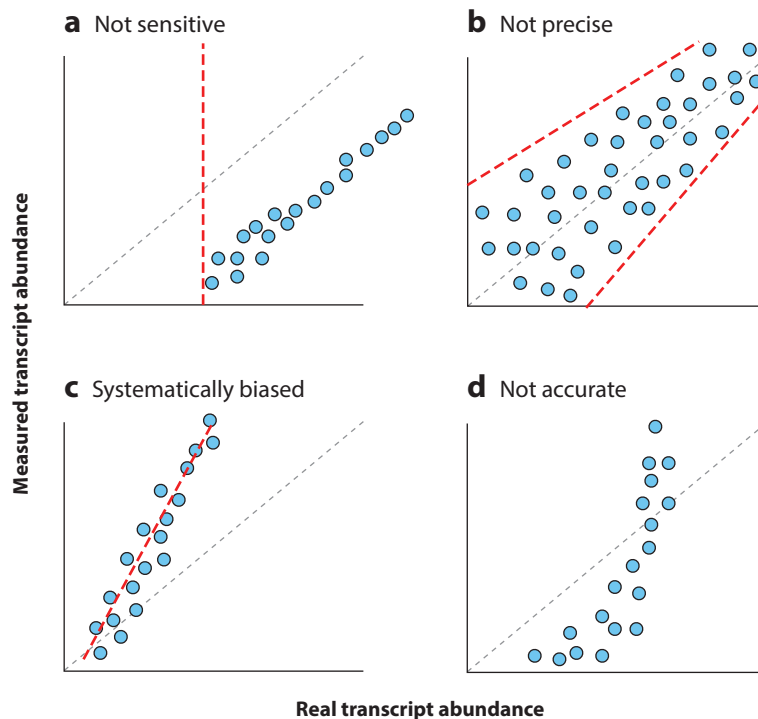 a Not sensitive
b Not precise
c Systematically biased
d Not accurate
Measured transcript abundance
Real transcript abundance